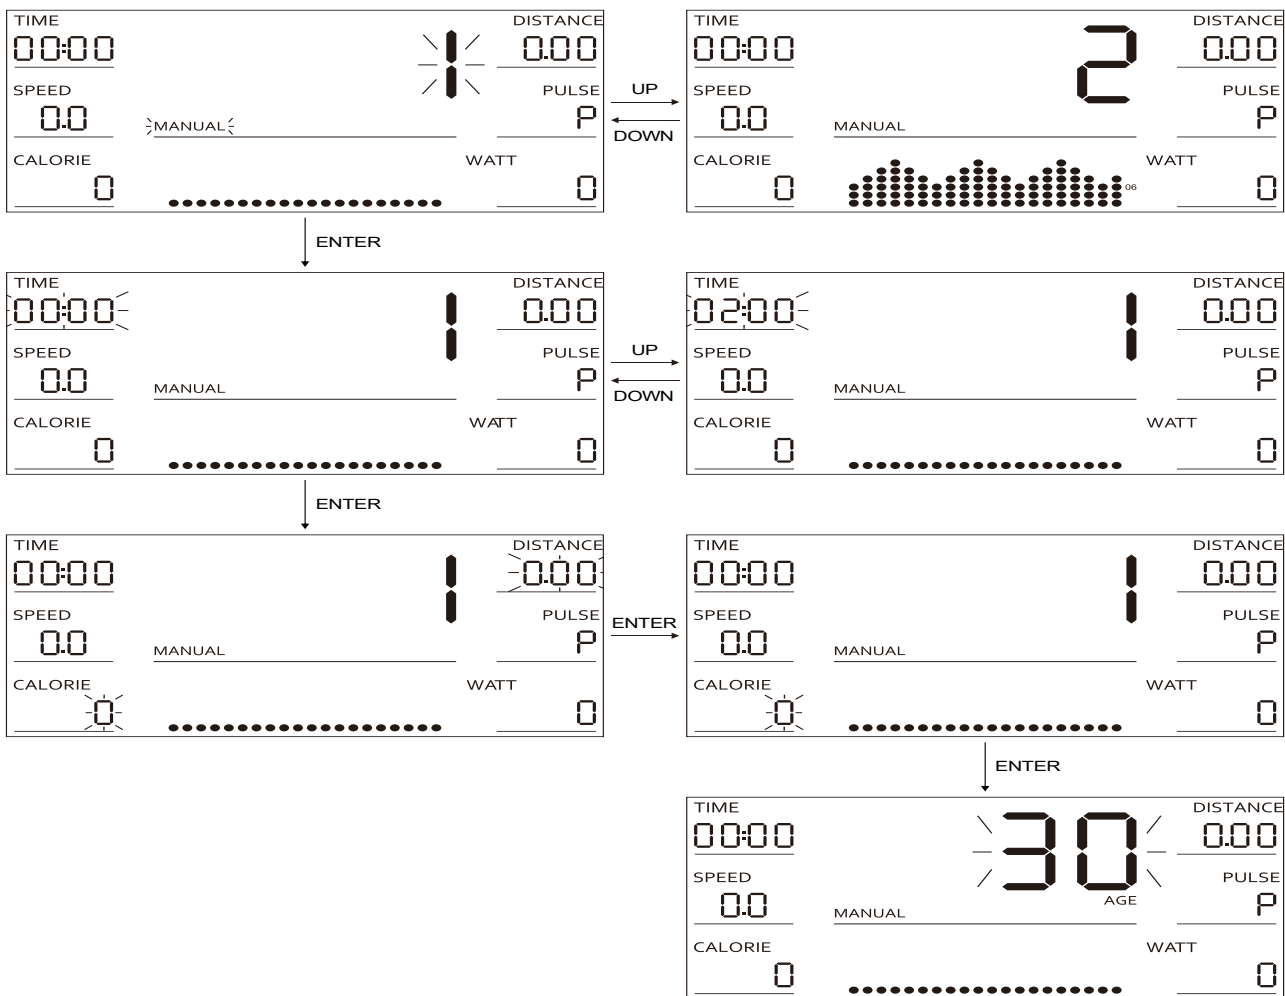 TIME DISTANCE TIME DISTANCE
00:00 1 0.00 00:00 2 0.00
SPEED PULSE UP SPEED PULSE
0.0 MANUAL P DOWN 0.0 MANUAL P
CALORIE WATT CALORIE WATT
0 0 0 06 0
ENTER
TIME DISTANCE TIME DISTANCE
00:00 1 0.00 02:00 1 0.00
SPEED PULSE UP SPEED PULSE
0.0 MANUAL P DOWN 0.0 MANUAL P
CALORIE WATT CALORIE WATT
0 0 0 0
ENTER
TIME DISTANCE TIME DISTANCE
00:00 1 0.00 00:00 1 0.00
SPEED PULSE ENTER SPEED PULSE
0.0 MANUAL P 0.0 MANUAL P
CALORIE WATT CALORIE WATT
0 0 0 0
ENTER
TIME DISTANCE
00:00 30 0.00
SPEED AGE PULSE
0.0 MANUAL P
CALORIE WATT
0 0